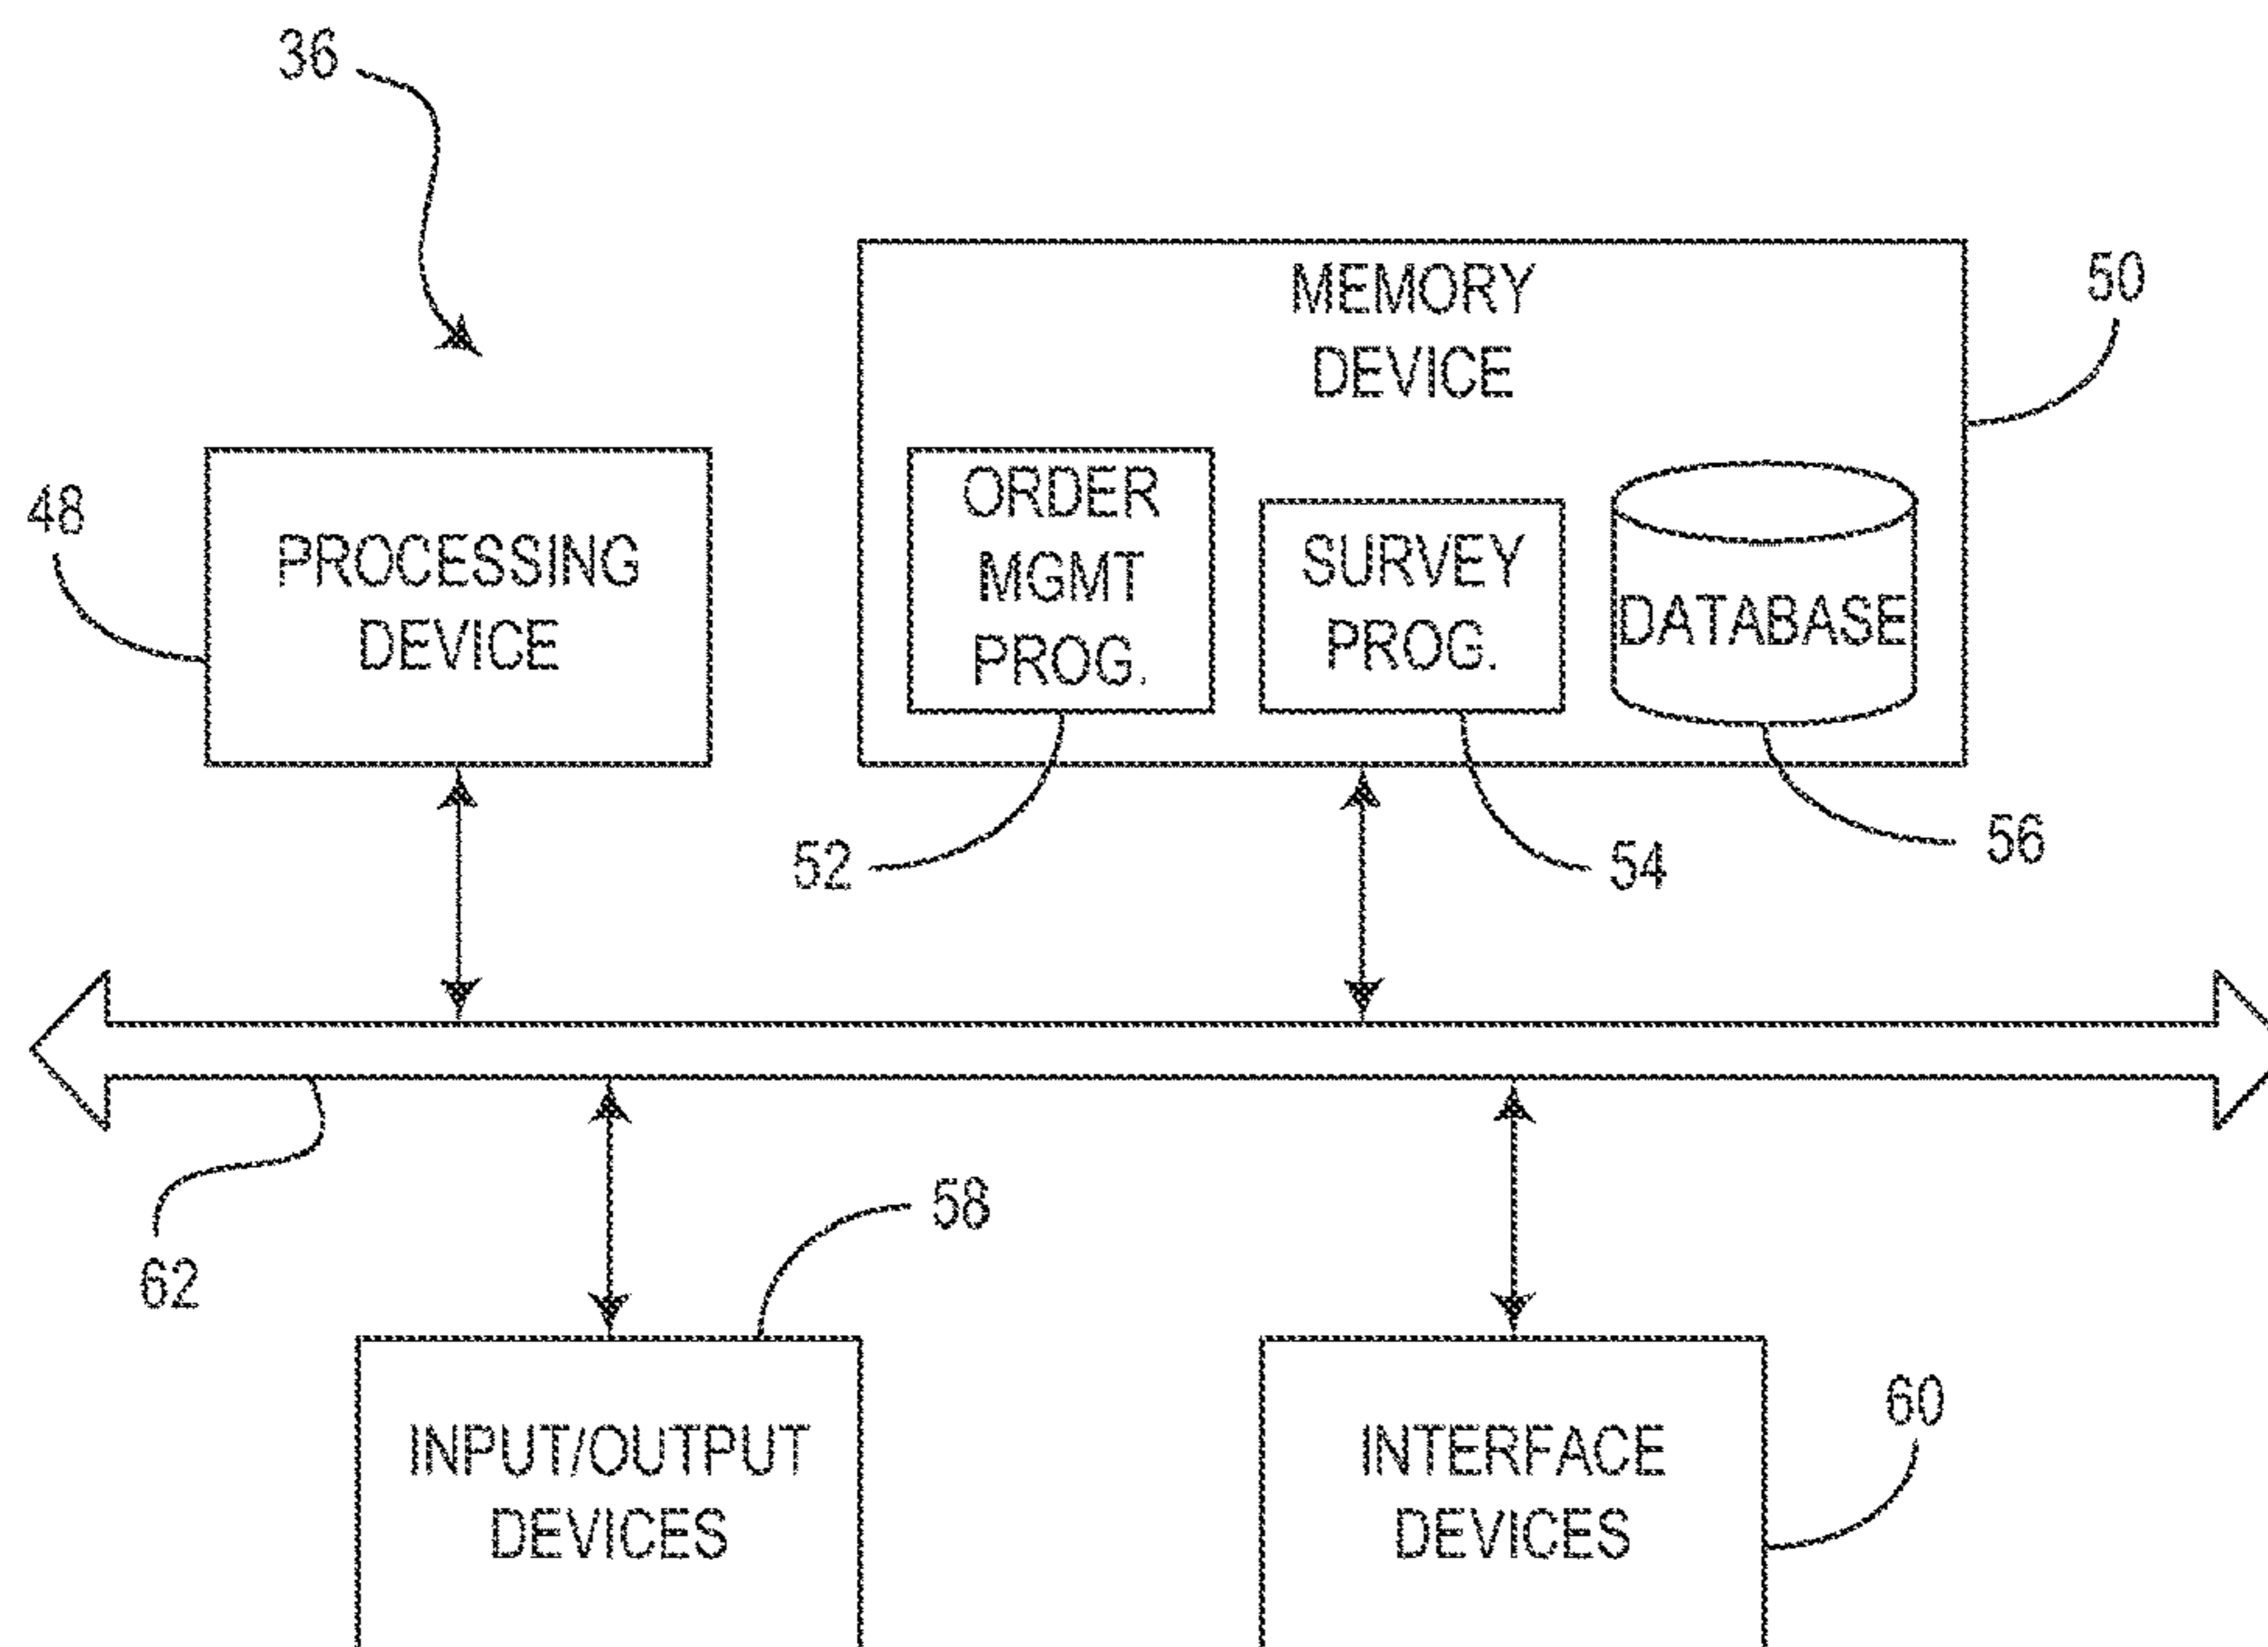 36
MEMORY
DEVICE
50
ORDER
MGMT
PROG.
SURVEY
PROG.
DATABASE
48
PROCESSING
DEVICE
52
54
56
62
58
INPUT/OUTPUT
DEVICES
INTERFACE
DEVICES
60